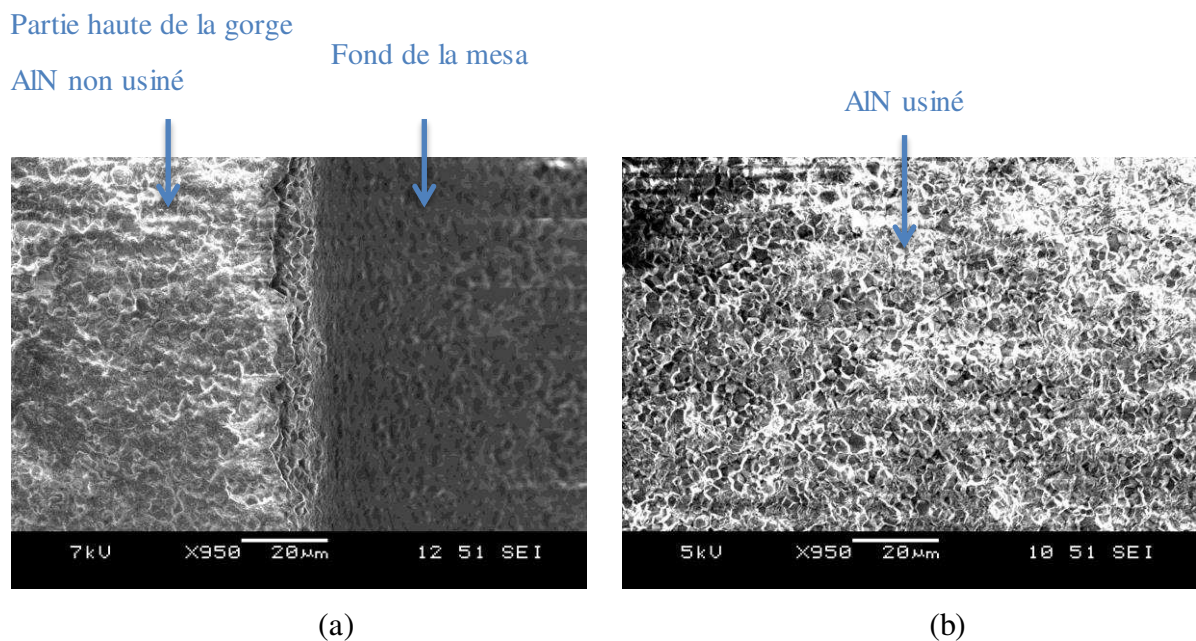 Partie haute de la gorge
AlN non usiné
Fond de la mesa
AlN usiné
7kV X950 20μm 12 51 SEI
5kV X950 20μm 10 51 SEI
(a)
(b)